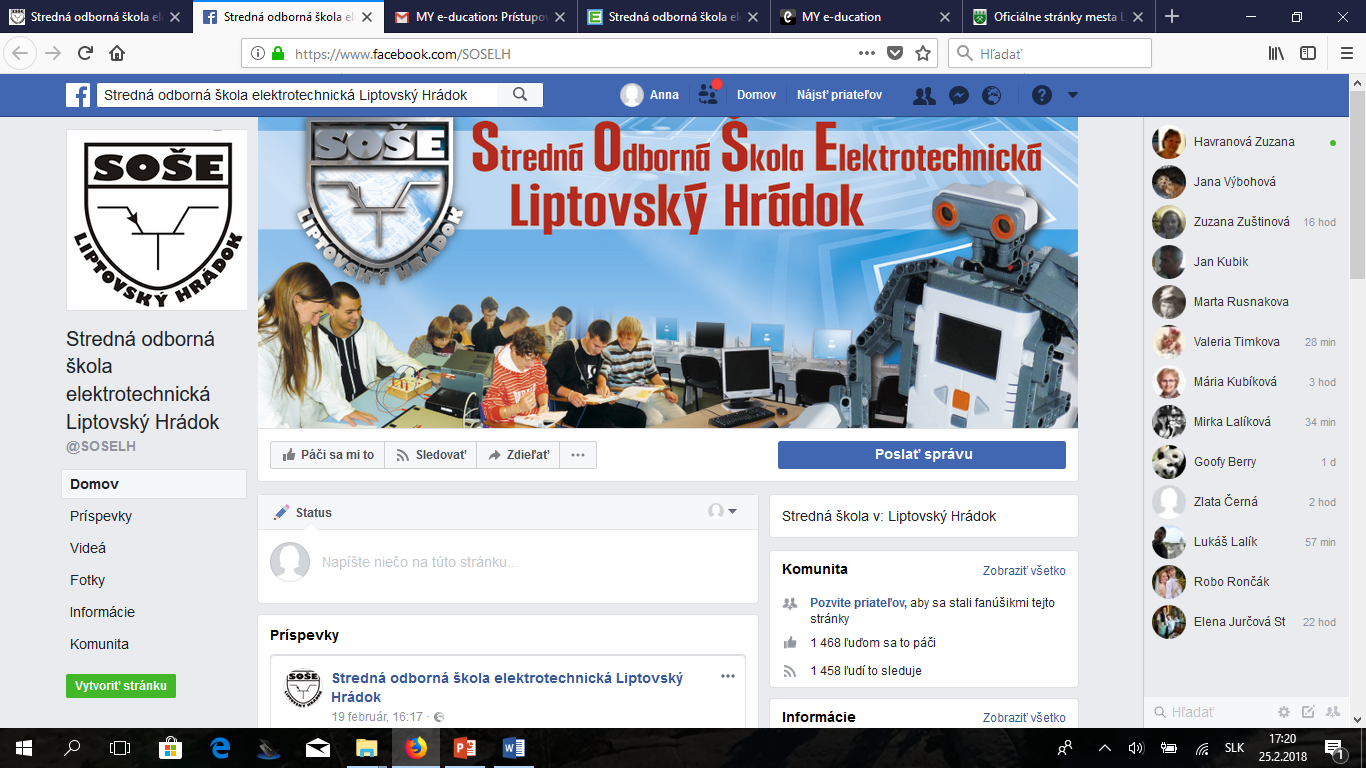 Stredná odborná škola el
Stredná odborná škola el
MY e-ducation: Prístupov
Stredná odborná škola el
MY e-ducation
Oficiálne stránky mesta L
https://www.facebook.com/SOSELH
Hľadať
Stredná odborná škola elektrotechnická Liptovský Hrádok
Anna
Domov
Nájsť priateľov
SOŠE
LIPTOVSKÝ HRÁDOK
Stredná odborná
škola
elektrotechnická
Liptovský Hrádok
@SOSELH
Domov
Príspevky
Videá
Fotky
Informácie
Komunita
Vytvoriť stránku
SOŠE
LIPTOVSKÝ HRÁDOK
Stredná Odborná Škola Elektrotechnická
Liptovský Hrádok
Páči sa mi to
Sledovať
Zdieľať
Poslať správu
Status
Napíšte niečo na túto stránku...
Príspevky
SOŠE
LIPTOVSKÝ HRÁDOK
Stredná odborná škola elektrotechnická Liptovský
Hrádok
19 február, 16:17 ·
Stredná škola v: Liptovský Hrádok
Komunita
Zobraziť všetko
Pozvite priateľov, aby sa stali fanúšikmi tejto
stránky
1 468 ľuďom sa to páči
1 458 ľudí to sleduje
Informácie
Zobraziť všetko
Havranová Zuzana
Jana Výbohová
Zuzana Zuštinová 16 hod
Jan Kubik
Marta Rusnakova
Valeria Timkova 28 min
Mária Kubíková 3 hod
Mirka Lalíková 34 min
Goofy Berry 1 d
Zlata Černá 2 hod
Lukáš Lalík 57 min
Robo Rončák
Elena Jurčová St 22 hod
Hľadať
SLK
17:20
25.2.2018
1